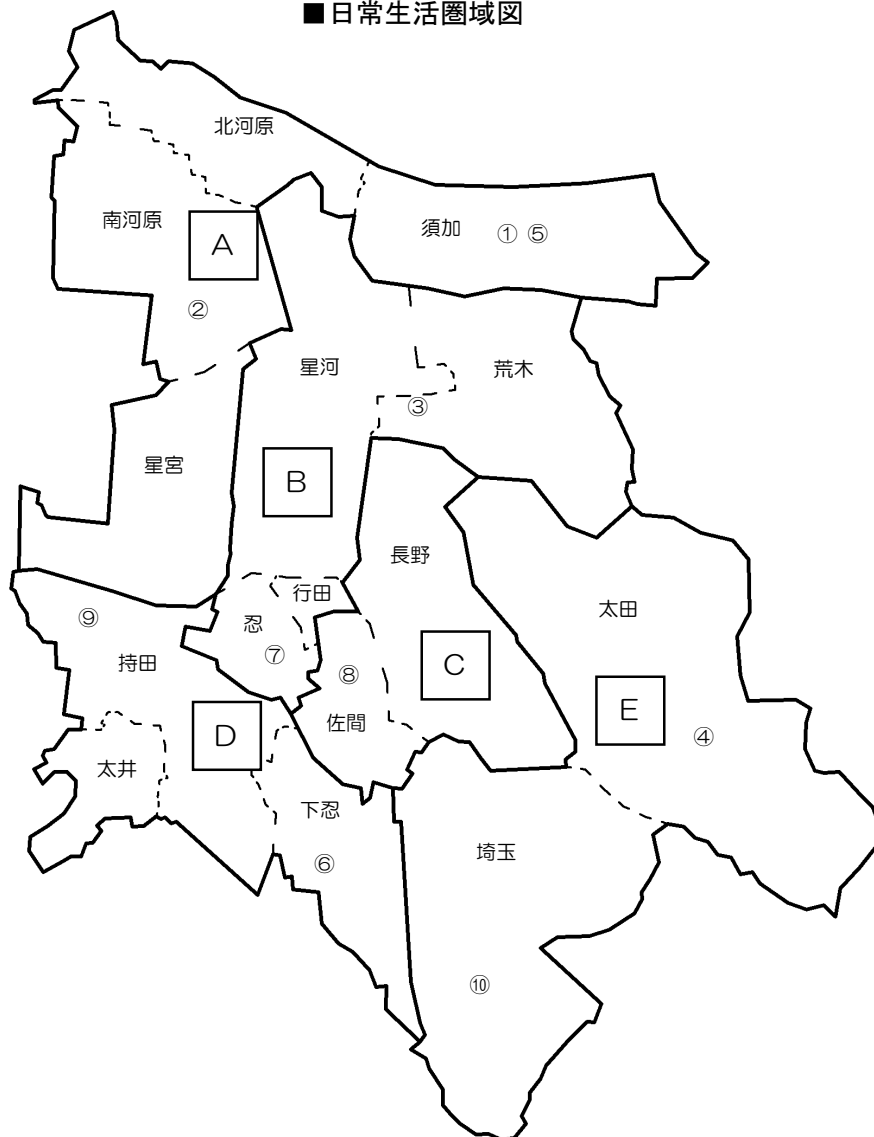 ■日常生活圏域図
北河原
南河原
A
須加 ① ⑤
②
星河
荒木
③
星宮
B
長野
行田
太田
⑨
忍
⑦
持田
⑧
C
E
佐間
D
④
太井
下忍
埼玉
⑥
⑩